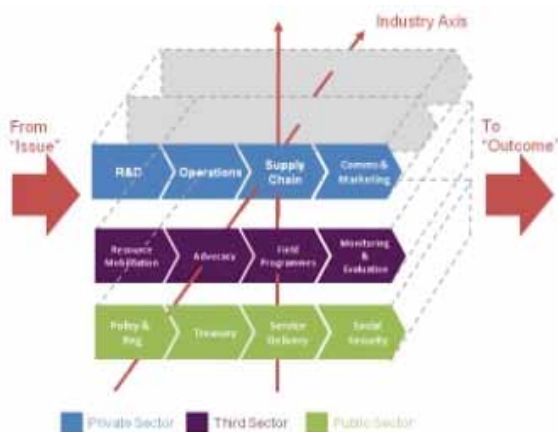 Industry Axis
From
"Issue"
To
"Outcome"
R&D
Operations
Supply
Chain
Comms &
Marketing
Resource
Mobilisation
Advocacy
Field
Programmes
Monitoring
&
Evaluation
Policy &
Reg
Treasury
Service
Delivery
Social
Security
Private Sector
Third Sector
Public Sector